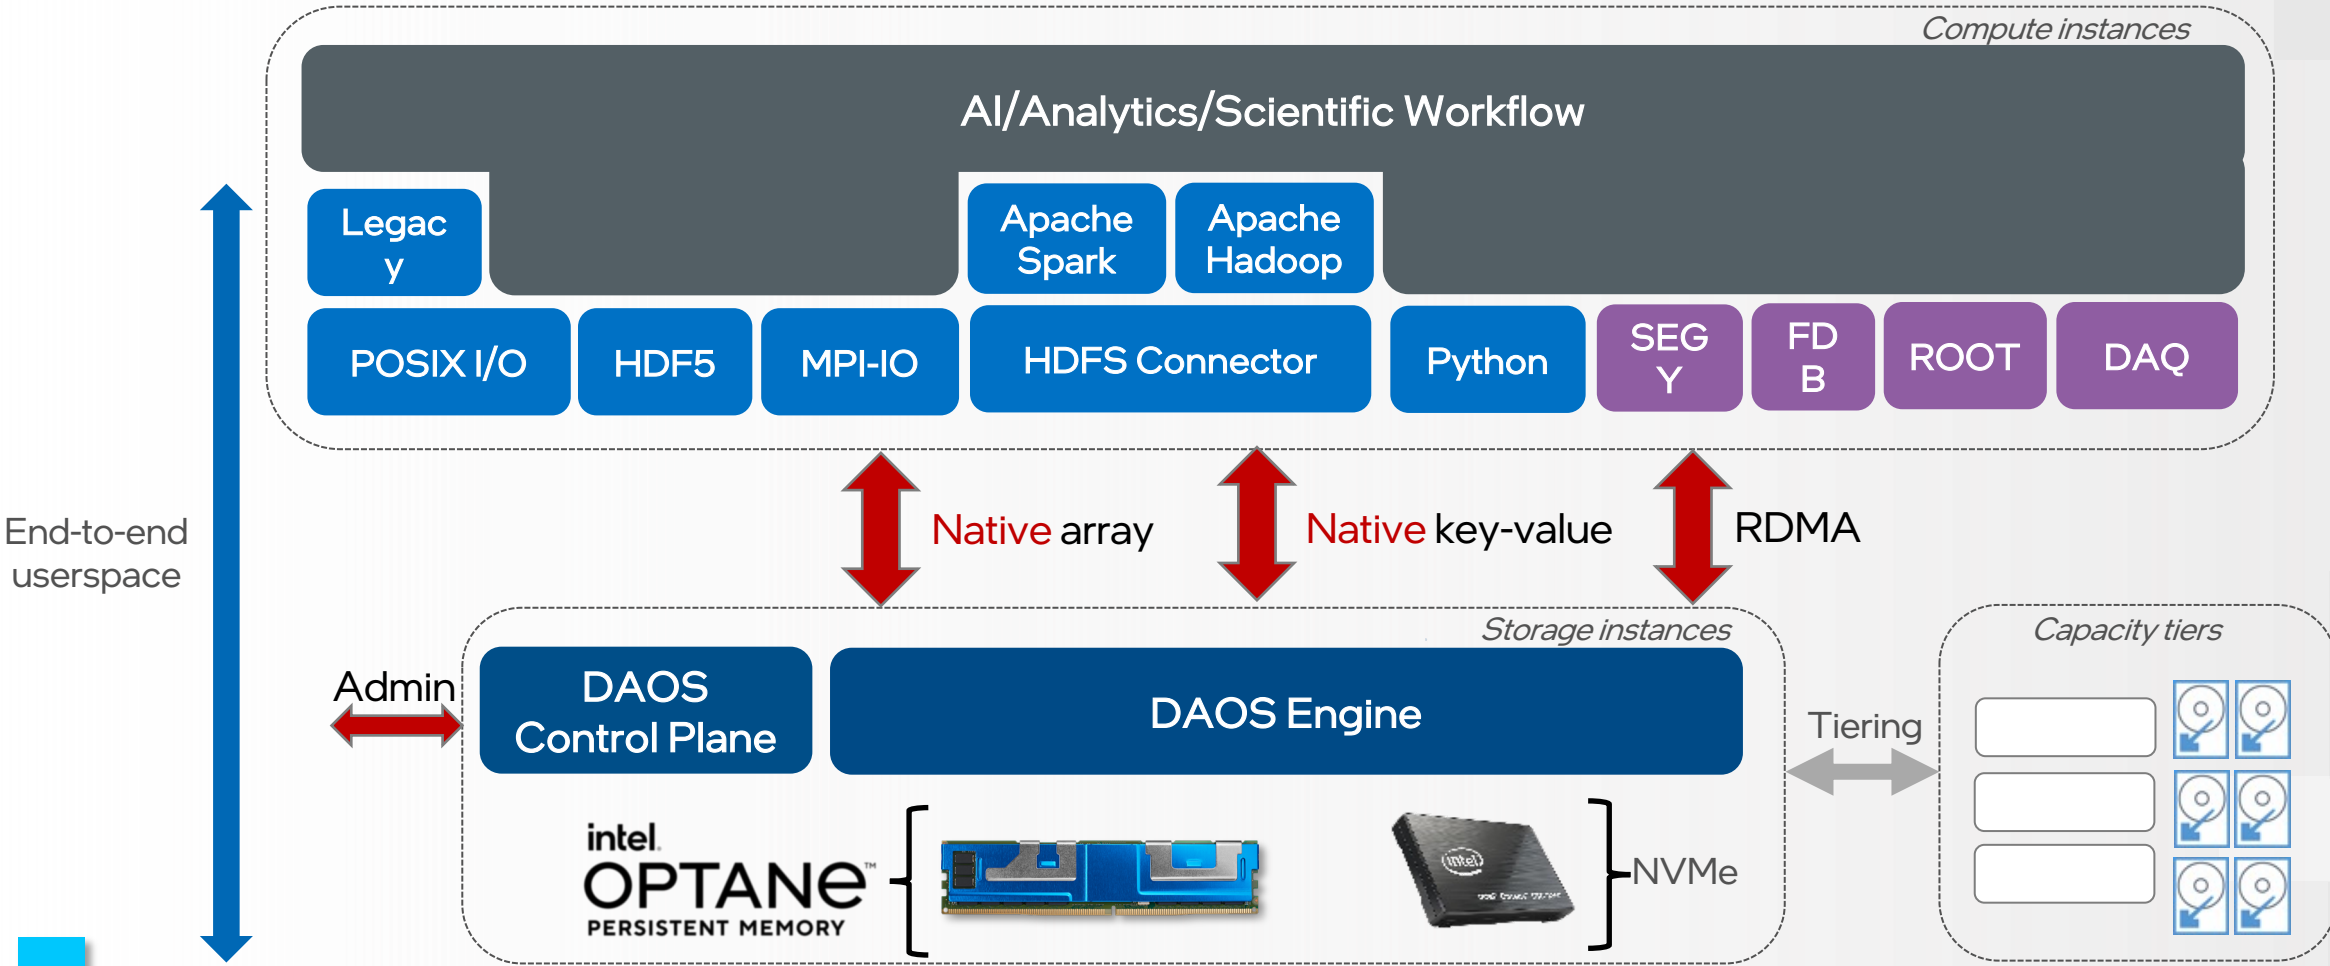 Compute instances
AI/Analytics/Scientific Workflow
Legac
y
Apache
Spark
Apache
Hadoop
POSIX I/O
HDF5
MPI-IO
HDFS Connector
Python
SEG
Y
FD
B
ROOT
DAQ
End-to-end
userspace
Native array
Native key-value
RDMA
Storage instances
Capacity tiers
Admin
DAOS
Control Plane
DAOS Engine
Tiering
intel.
OPTANE™
PERSISTENT MEMORY
intel
NVMe